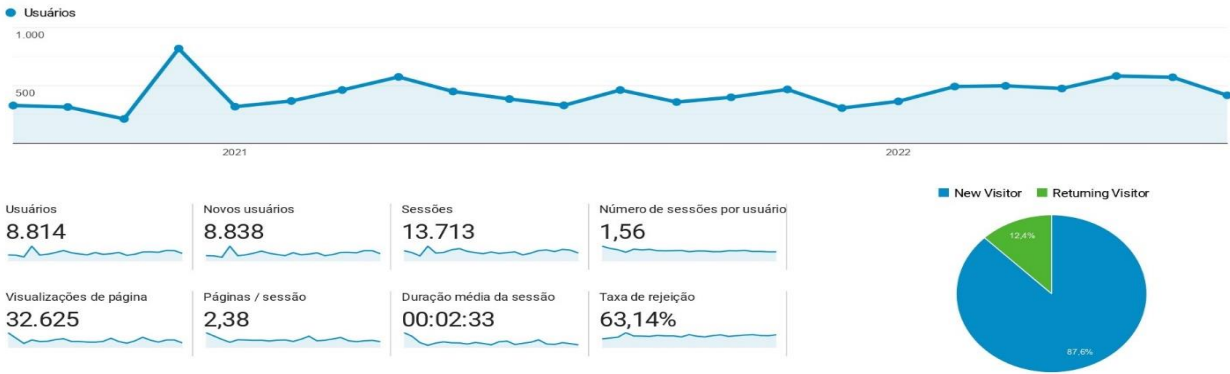 Usuários
1.000
500
2021
2022
Usuários
8.814
Novos usuários
8.838
Sessões
13.713
Número de sessões por usuário
1,56
Visualizações de página
32.625
Páginas / sessão
2,38
Duração média da sessão
00:02:33
Taxa de rejeição
63,14%
New Visitor
Returning Visitor
12,4%
87,6%